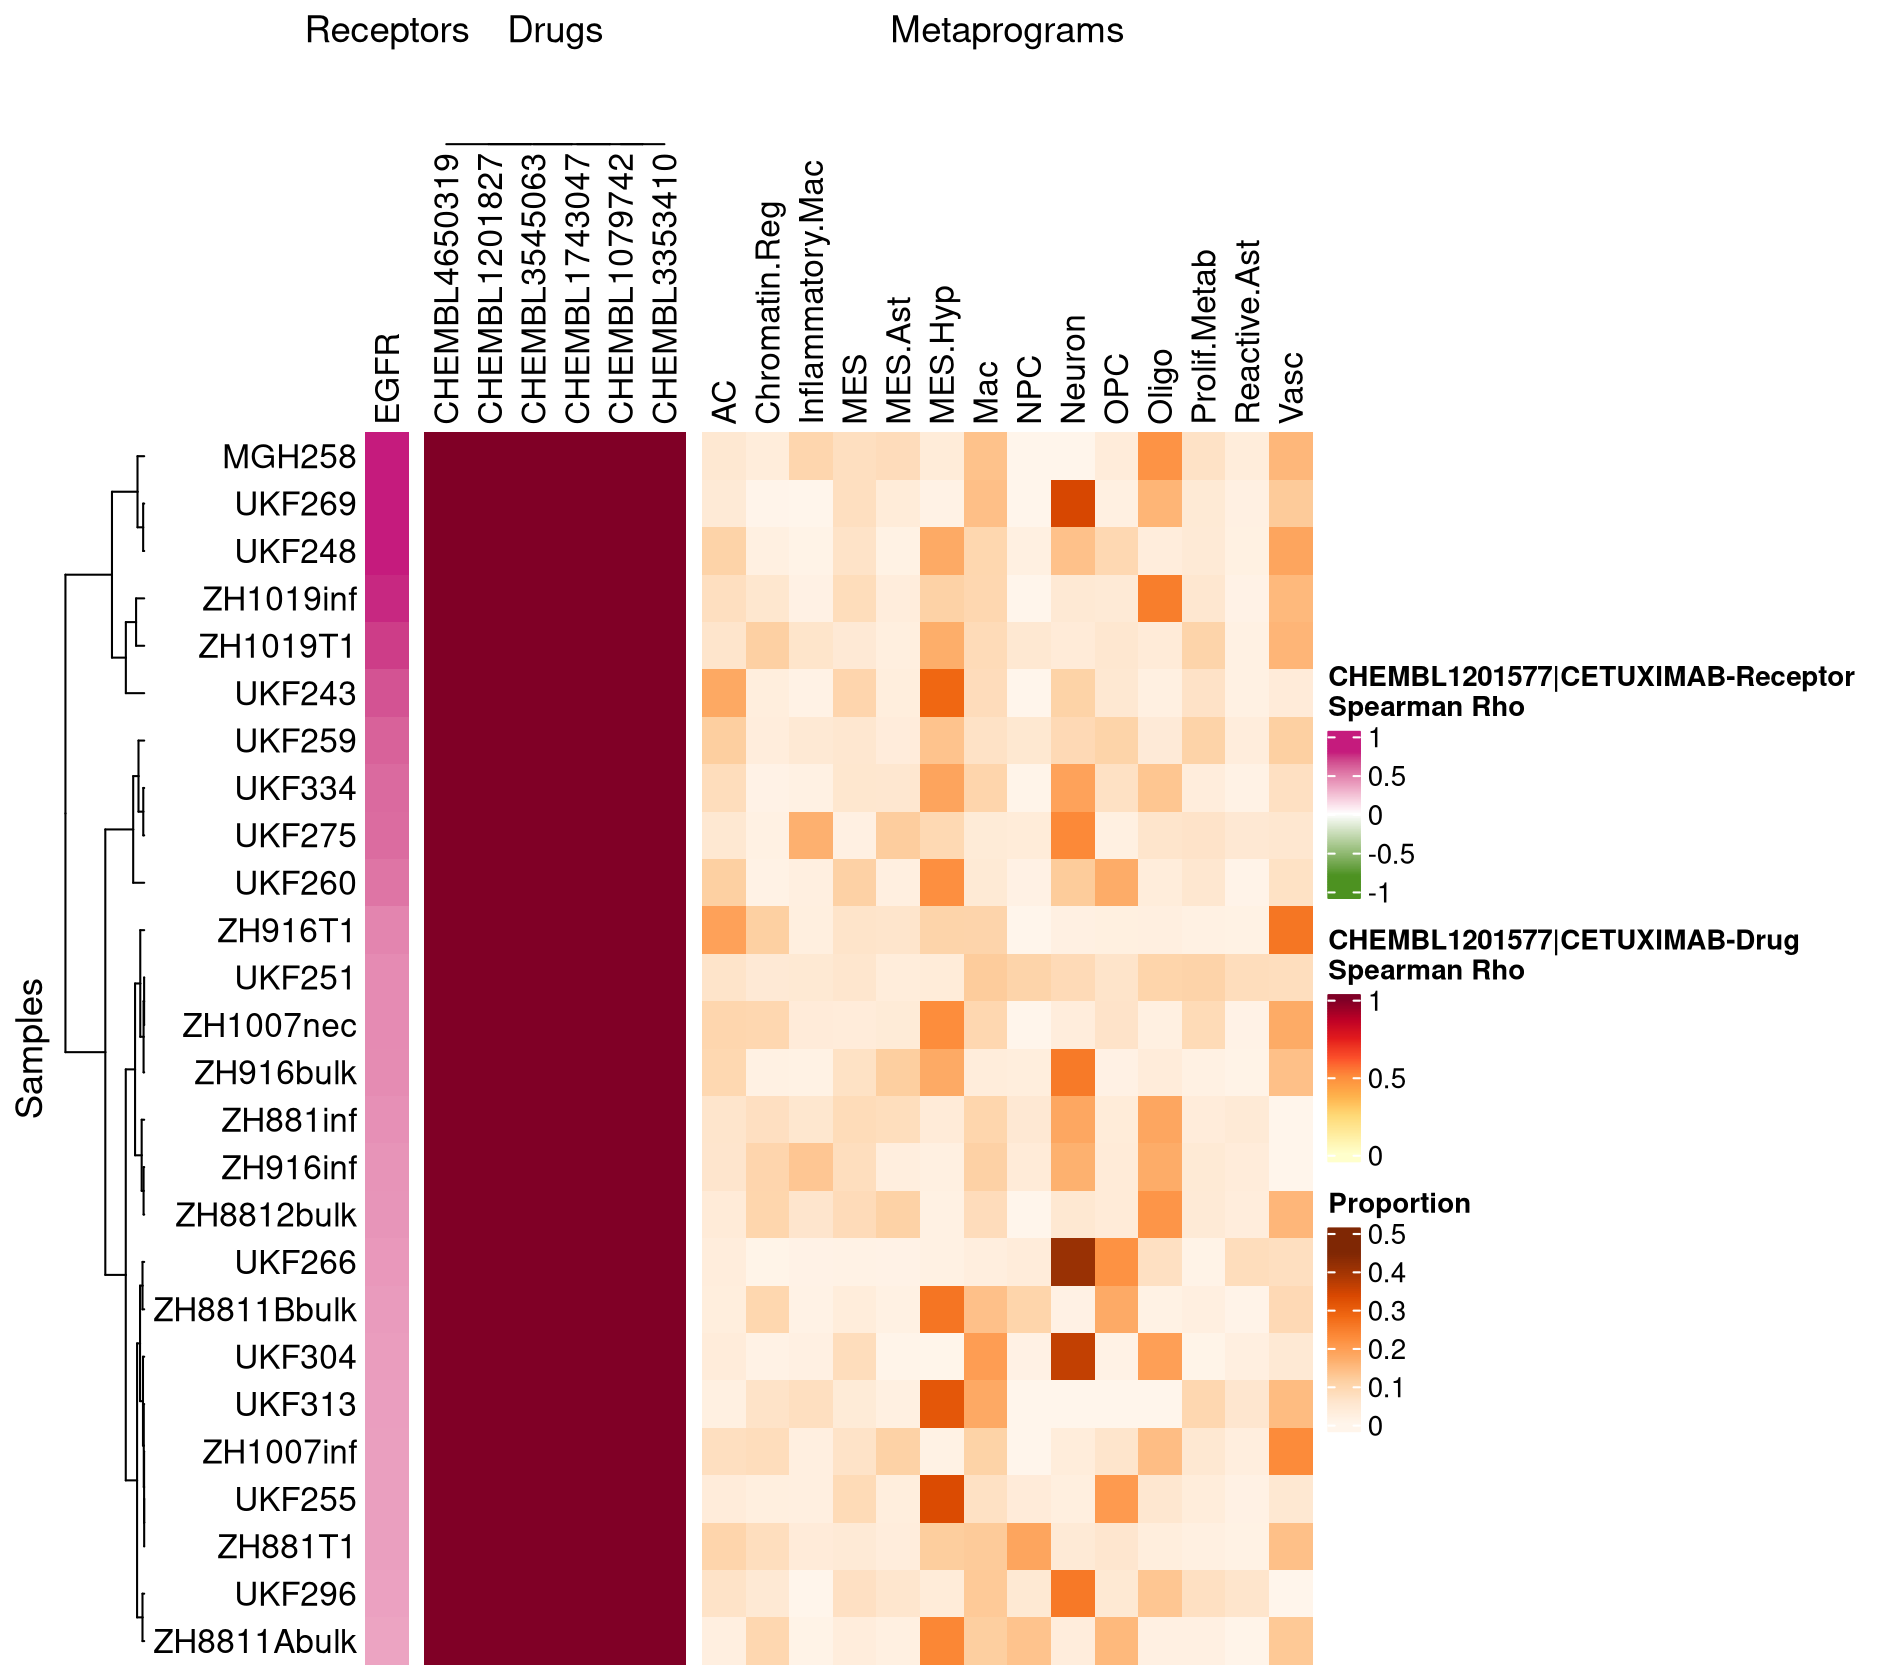 Receptors Drugs Metaprograms
EGFR
CHEMBL4650319
CHEMBL1201827
CHEMBL3545063
CHEMBL1743047
CHEMBL1079742
CHEMBL3353410
AC
Chromatin.Reg
Inflammatory.Mac
MES
MES.Ast
MES.Hyp
Mac
NPC
Neuron
OPC
Oligo
Prolif.Metab
Reactive.Ast
Vasc
Samples
MGH258
UKF269
UKF248
ZH1019inf
ZH1019T1
UKF243
UKF259
UKF334
UKF275
UKF260
ZH916T1
UKF251
ZH1007nec
ZH916bulk
ZH881inf
ZH916inf
ZH8812bulk
UKF266
ZH8811Bbulk
UKF304
UKF313
ZH1007inf
UKF255
ZH881T1
UKF296
ZH8811Abulk
CHEMBL1201577|CETUXIMAB-Receptor
Spearman Rho
1
0.5
0
-0.5
-1
CHEMBL1201577|CETUXIMAB-Drug
Spearman Rho
1
0.5
0
Proportion
0.5
0.4
0.3
0.2
0.1
0